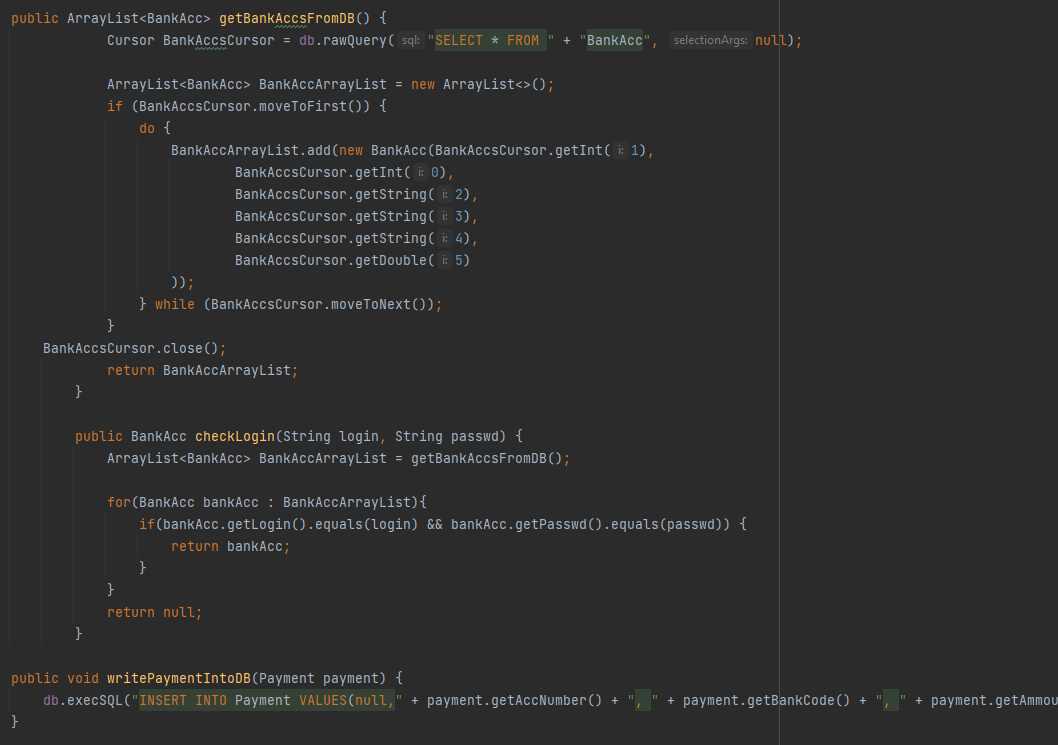 public ArrayList<BankAcc> getBankAccsFromDB() {
Cursor BankAccsCursor = db.rawQuery( sql: "SELECT * FROM " + "BankAcc", selectionArgs: null);
ArrayList<BankAcc> BankAccArrayList = new ArrayList<>();
if (BankAccsCursor.moveToFirst()) {
do {
BankAccArrayList.add(new BankAcc(BankAccsCursor.getInt( i: 1),
BankAccsCursor.getInt( i: 0),
BankAccsCursor.getString( i: 2),
BankAccsCursor.getString( i: 3),
BankAccsCursor.getString( i: 4),
BankAccsCursor.getDouble( i: 5)
));
} while (BankAccsCursor.moveToNext());
}
BankAccsCursor.close();
return BankAccArrayList;
}
public BankAcc checkLogin(String login, String passwd) {
ArrayList<BankAcc> BankAccArrayList = getBankAccsFromDB();
for(BankAcc bankAcc : BankAccArrayList){
if(bankAcc.getLogin().equals(login) && bankAcc.getPasswd().equals(passwd)) {
return bankAcc;
}
}
return null;
}
public void writePaymentIntoDB(Payment payment) {
db.execSQL("INSERT INTO Payment VALUES(null," + payment.getAccNumber() + ", " + payment.getBankCode() + ", " + payment.getAmmou
}